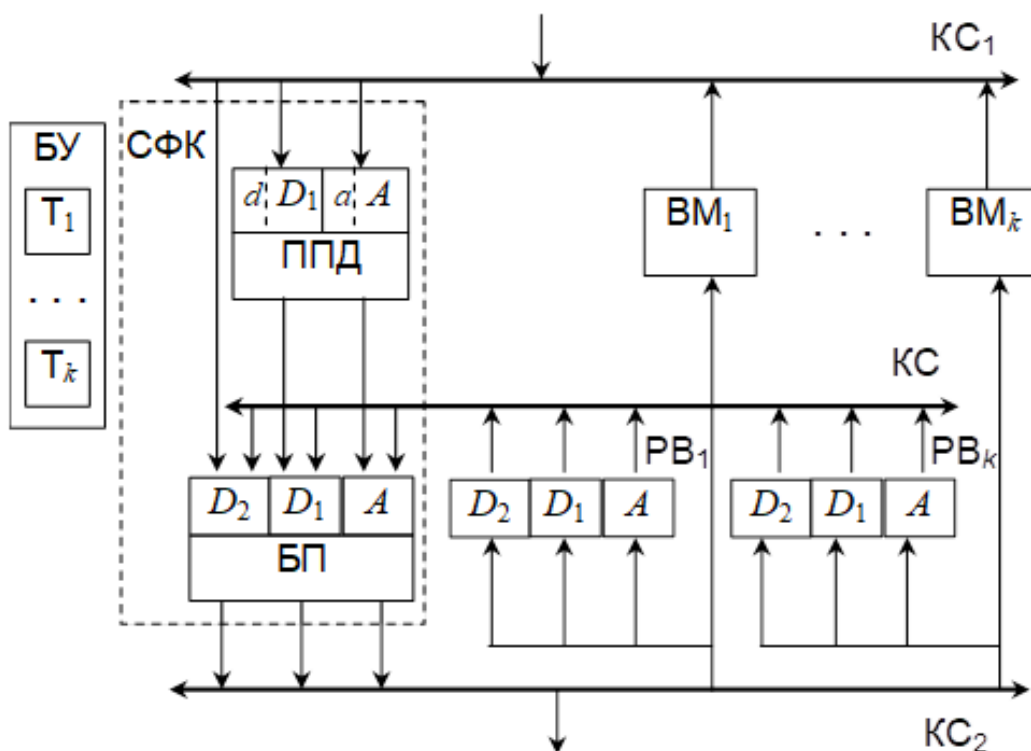 КС₁
СФК
БУ
T₁
. . .
Tₖ
d D₁ a A
ППД
ВМ₁ . . . ВМₖ
КС
РВ₁ РВₖ
D₂ D₁ A
БП
D₂ D₁ A
D₂ D₁ A
КС₂